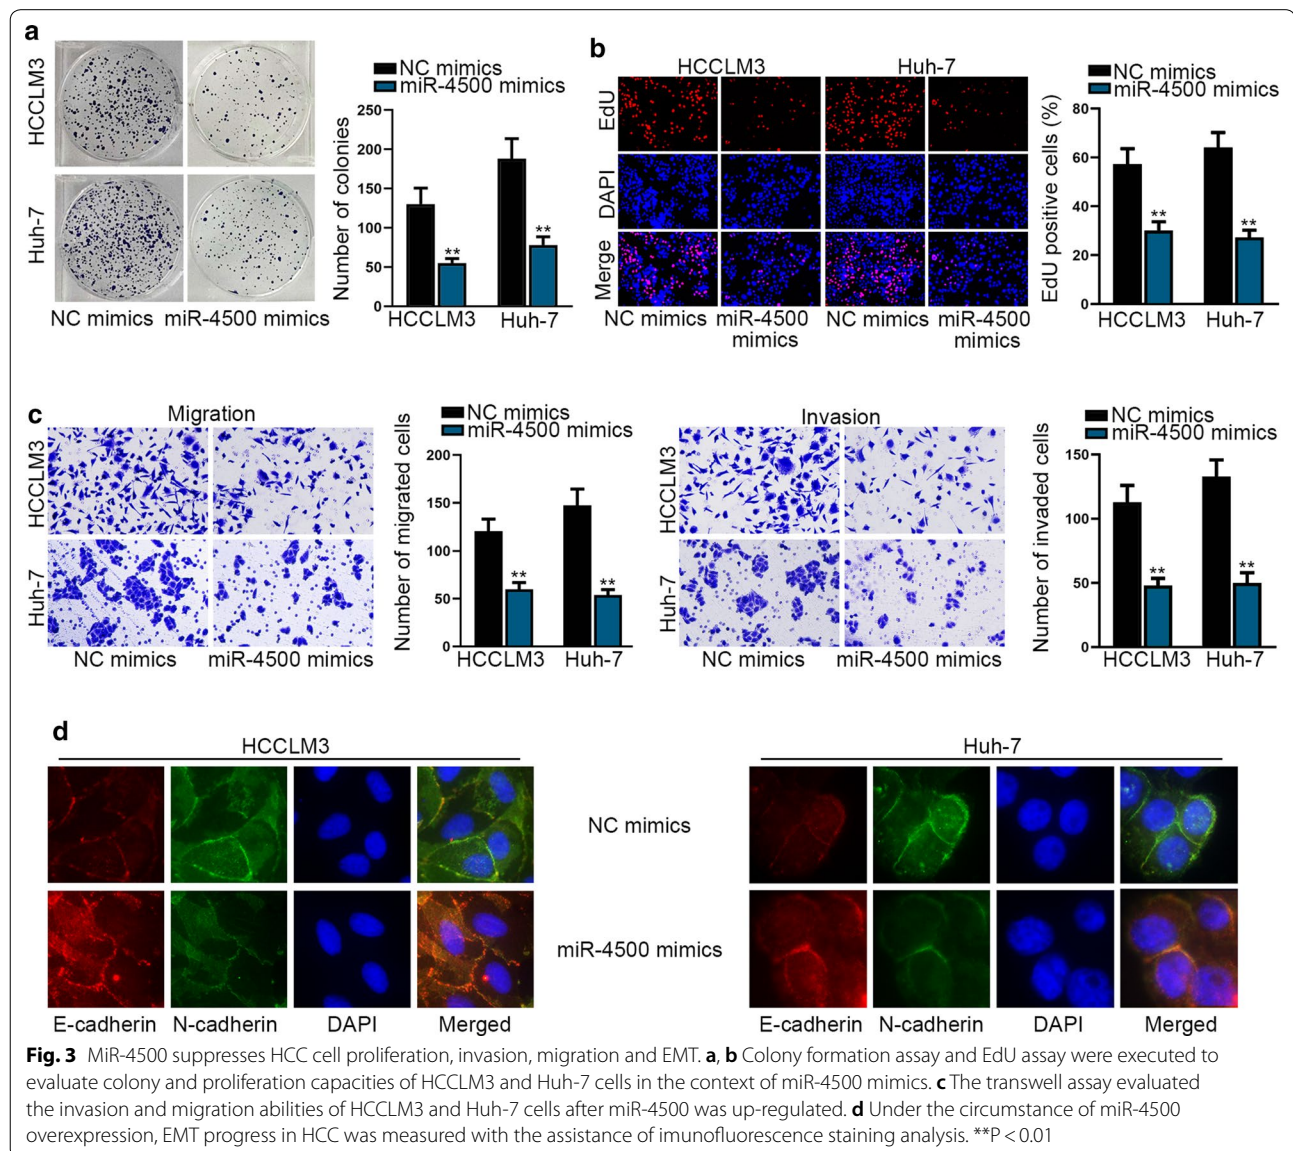 a
HCCLM3
Huh-7
NC mimics miR-4500 mimics
NC mimics
miR-4500 mimics
Number of colonies
250
200
150
100
50
0
**
**
HCCLM3 Huh-7
b
HCCLM3 Huh-7
EdU
DAPI
Merge
NC mimics miR-4500 mimics NC mimics miR-4500 mimics
NC mimics
miR-4500 mimics
EdU positive cells (%)
80
60
40
20
0
**
**
HCCLM3 Huh-7
c
Migration
HCCLM3
Huh-7
NC mimics miR-4500 mimics
NC mimics
miR-4500 mimics
Number of migrated cells
200
150
100
50
0
**
**
HCCLM3 Huh-7
Invasion
HCCLM3
Huh-7
NC mimics miR-4500 mimics
NC mimics
miR-4500 mimics
Number of invaded cells
150
100
50
0
**
**
HCCLM3 Huh-7
d
HCCLM3 Huh-7
NC mimics
miR-4500 mimics
E-cadherin N-cadherin DAPI Merged E-cadherin N-cadherin DAPI Merged
Fig. 3 MiR-4500 suppresses HCC cell proliferation, invasion, migration and EMT. a, b Colony formation assay and EdU assay were executed to
evaluate colony and proliferation capacities of HCCLM3 and Huh-7 cells in the context of miR-4500 mimics. c The transwell assay evaluated
the invasion and migration abilities of HCCLM3 and Huh-7 cells after miR-4500 was up-regulated. d Under the circumstance of miR-4500
overexpression, EMT progress in HCC was measured with the assistance of imunofluorescence staining analysis. **P < 0.01